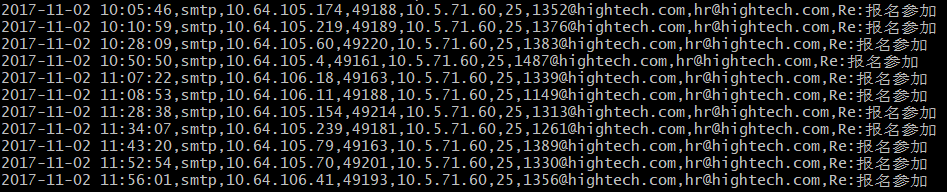 2017-11-02 10:05:46,smtp,10.64.105.174,49188,10.5.71.60,25,1352@hightech.com,hr@hightech.com,Re:报名参加
2017-11-02 10:10:59,smtp,10.64.105.219,49189,10.5.71.60,25,1376@hightech.com,hr@hightech.com,Re:报名参加
2017-11-02 10:28:09,smtp,10.64.105.60,49220,10.5.71.60,25,1383@hightech.com,hr@hightech.com,Re:报名参加
2017-11-02 10:50:50,smtp,10.64.105.4,49161,10.5.71.60,25,1487@hightech.com,hr@hightech.com,Re:报名参加
2017-11-02 11:07:22,smtp,10.64.106.18,49163,10.5.71.60,25,1339@hightech.com,hr@hightech.com,Re:报名参加
2017-11-02 11:08:53,smtp,10.64.106.11,49188,10.5.71.60,25,1149@hightech.com,hr@hightech.com,Re:报名参加
2017-11-02 11:28:38,smtp,10.64.105.154,49214,10.5.71.60,25,1313@hightech.com,hr@hightech.com,Re:报名参加
2017-11-02 11:34:07,smtp,10.64.105.239,49181,10.5.71.60,25,1261@hightech.com,hr@hightech.com,Re:报名参加
2017-11-02 11:43:20,smtp,10.64.105.79,49163,10.5.71.60,25,1389@hightech.com,hr@hightech.com,Re:报名参加
2017-11-02 11:52:54,smtp,10.64.105.70,49201,10.5.71.60,25,1330@hightech.com,hr@hightech.com,Re:报名参加
2017-11-02 11:56:01,smtp,10.64.106.41,49193,10.5.71.60,25,1356@hightech.com,hr@hightech.com,Re:报名参加